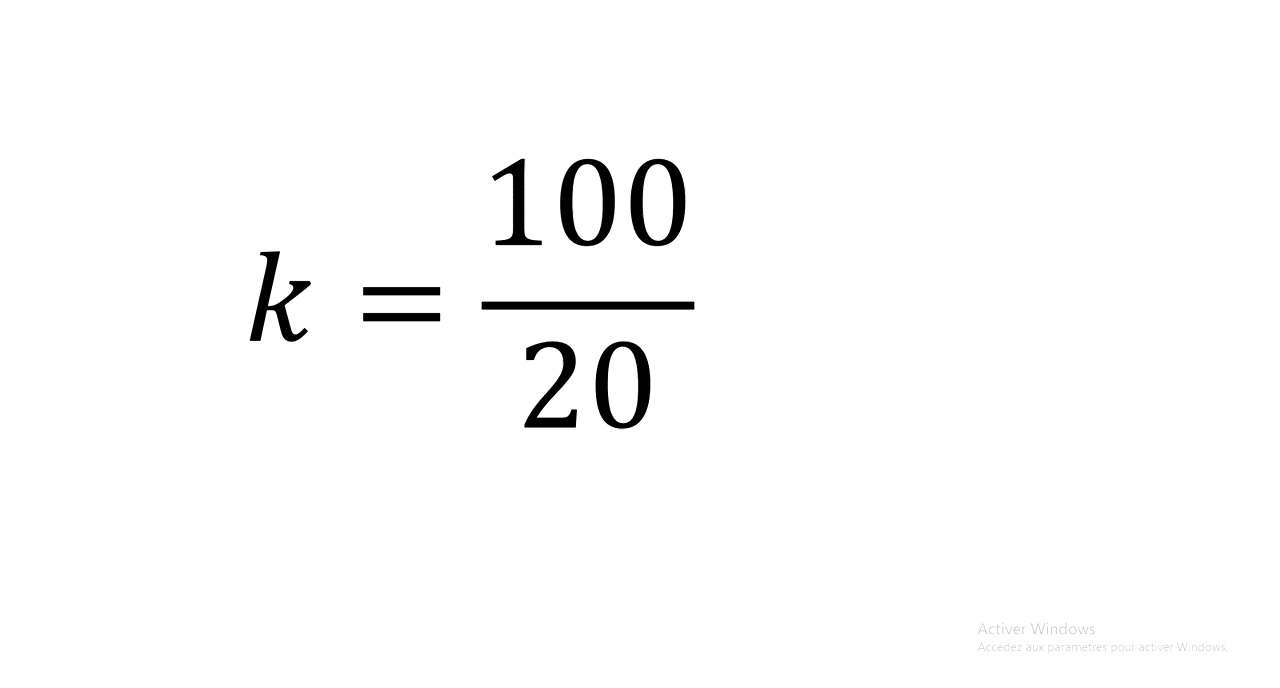 k = 100/20
Activer Windows
Accédez aux paramètres pour activer Windows.